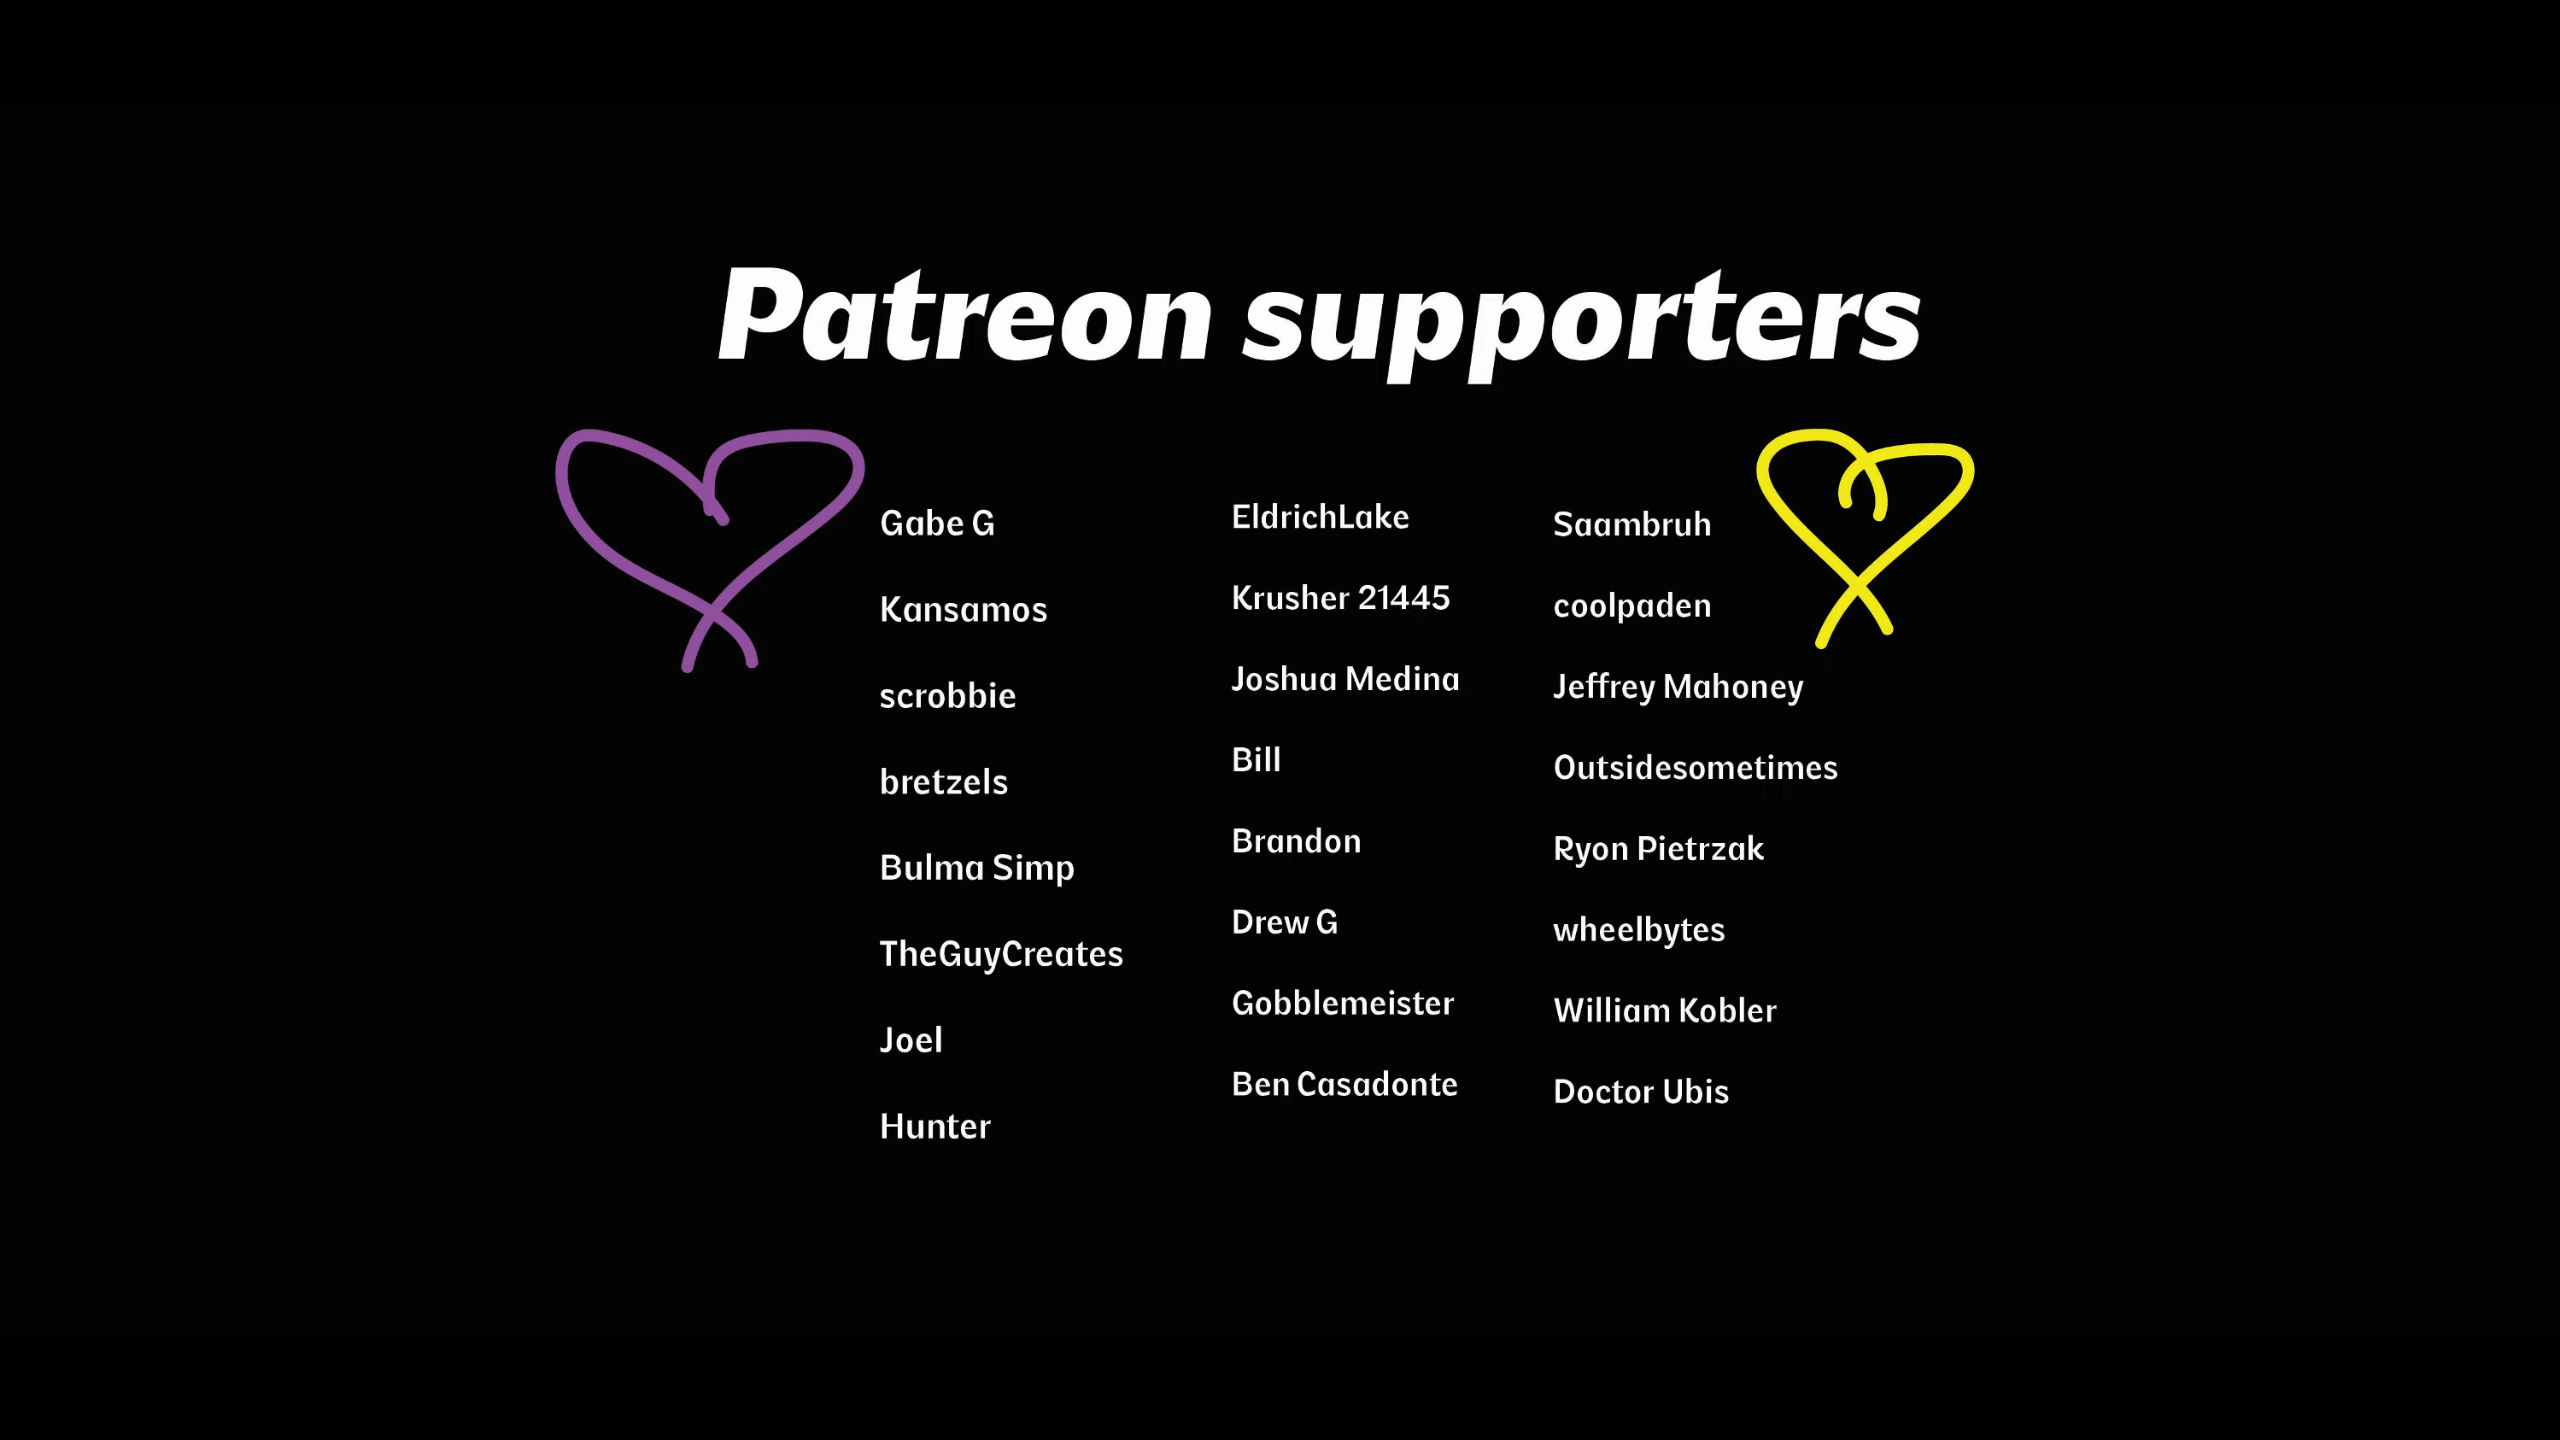 Patreon supporters
Gabe G
Kansamos
scrobbie
bretzels
Bulma Simp
TheGuyCreates
Joel
Hunter
EldrichLake
Krusher 21445
Joshua Medina
Bill
Brandon
Drew G
Gobblemeister
Ben Casadonte
Saambruh
coolpaden
Jeffrey Mahoney
Outsidesometimes
Ryon Pietrzak
wheelbytes
William Kobler
Doctor Ubis